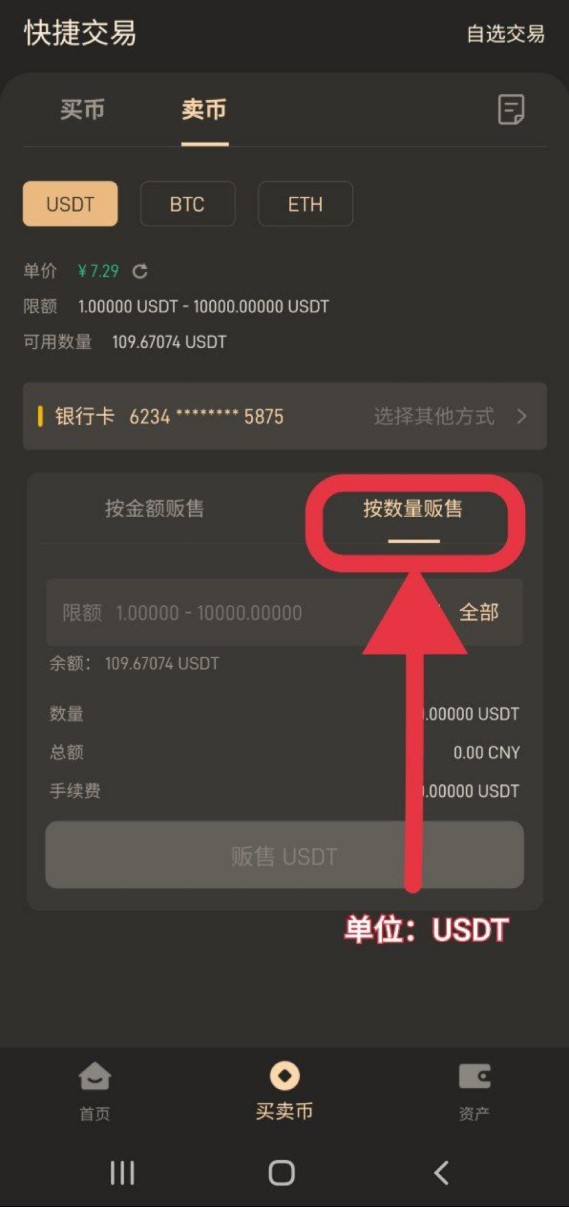 快捷交易 自选交易
买币 卖币
USDT BTC ETH
单价 ¥7.29
限额 1.00000 USDT - 10000.00000 USDT
可用数量 109.67074 USDT
银行卡 6234 ******** 5875 选择其他方式 >
按金额贩售 按数量贩售
限额 1.00000 - 10000.00000 全部
余额: 109.67074 USDT
数量 .00000 USDT
总额 0.00 CNY
手续费 .00000 USDT
贩售 USDT
单位：USDT
首页 买卖币 资产